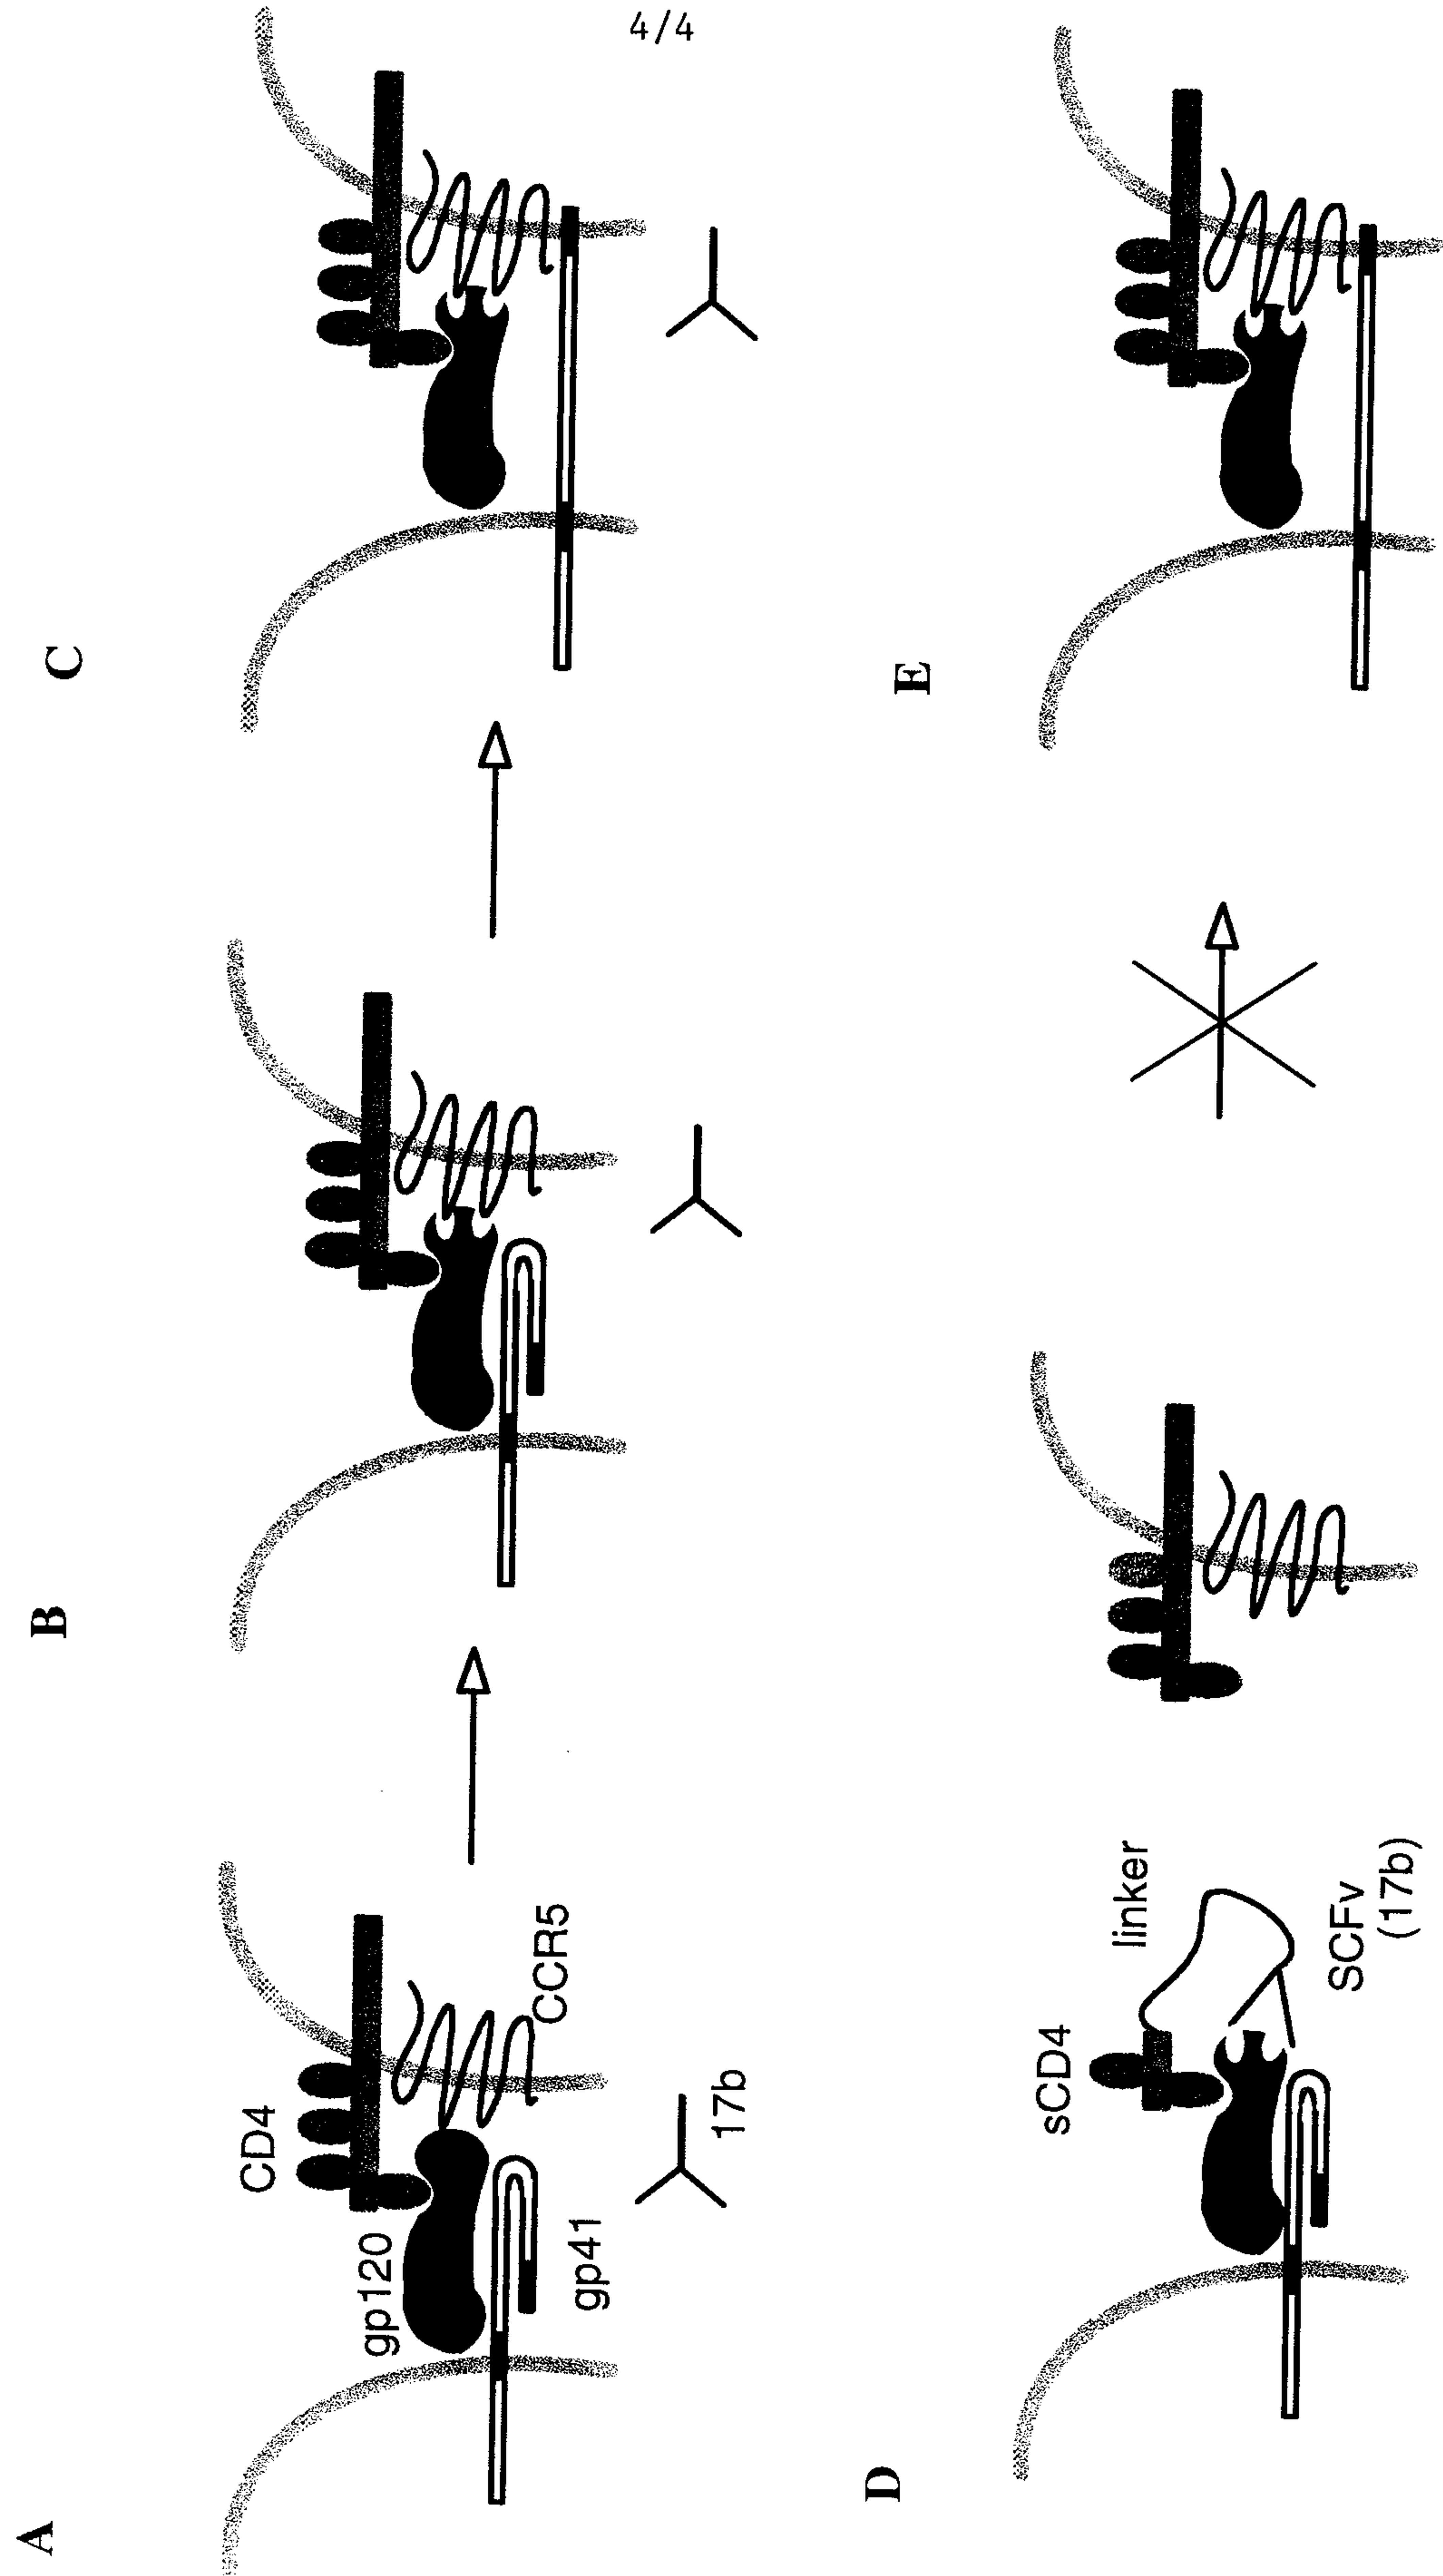 4/4
A
B
C
CD4
gp120
CCR5
gp41
17b
D
E
sCD4
linker
SCFv
(17b)